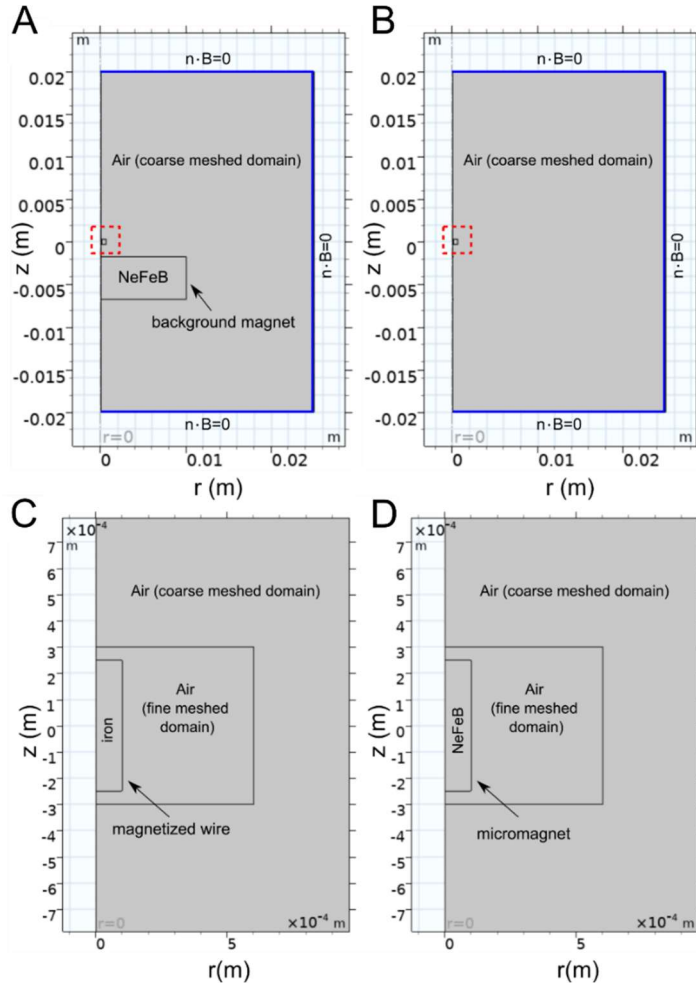 A
m
n·B=0
0.02
0.015
0.01
0.005
0
-0.005
-0.01
-0.015
-0.02
z (m)
Air (coarse meshed domain)
NeFeB
background magnet
n·B=0
n·B=0
r=0
m
0
0.01
0.02
r (m)
B
m
n·B=0
0.02
0.015
0.01
0.005
0
-0.005
-0.01
-0.015
-0.02
z (m)
Air (coarse meshed domain)
n·B=0
n·B=0
r=0
m
0
0.01
0.02
r (m)
C
×10⁻⁴
m
7
6
5
4
3
2
1
0
-1
-2
-3
-4
-5
-6
-7
z (m)
Air (coarse meshed domain)
Air
(fine meshed
domain)
iron
magnetized wire
r=0
×10⁻⁴ m
0
5
r(m)
D
×10⁻⁴
m
7
6
5
4
3
2
1
0
-1
-2
-3
-4
-5
-6
-7
z (m)
Air (coarse meshed domain)
Air
(fine meshed
domain)
NeFeB
micromagnet
r=0
×10⁻⁴ m
0
5
r(m)